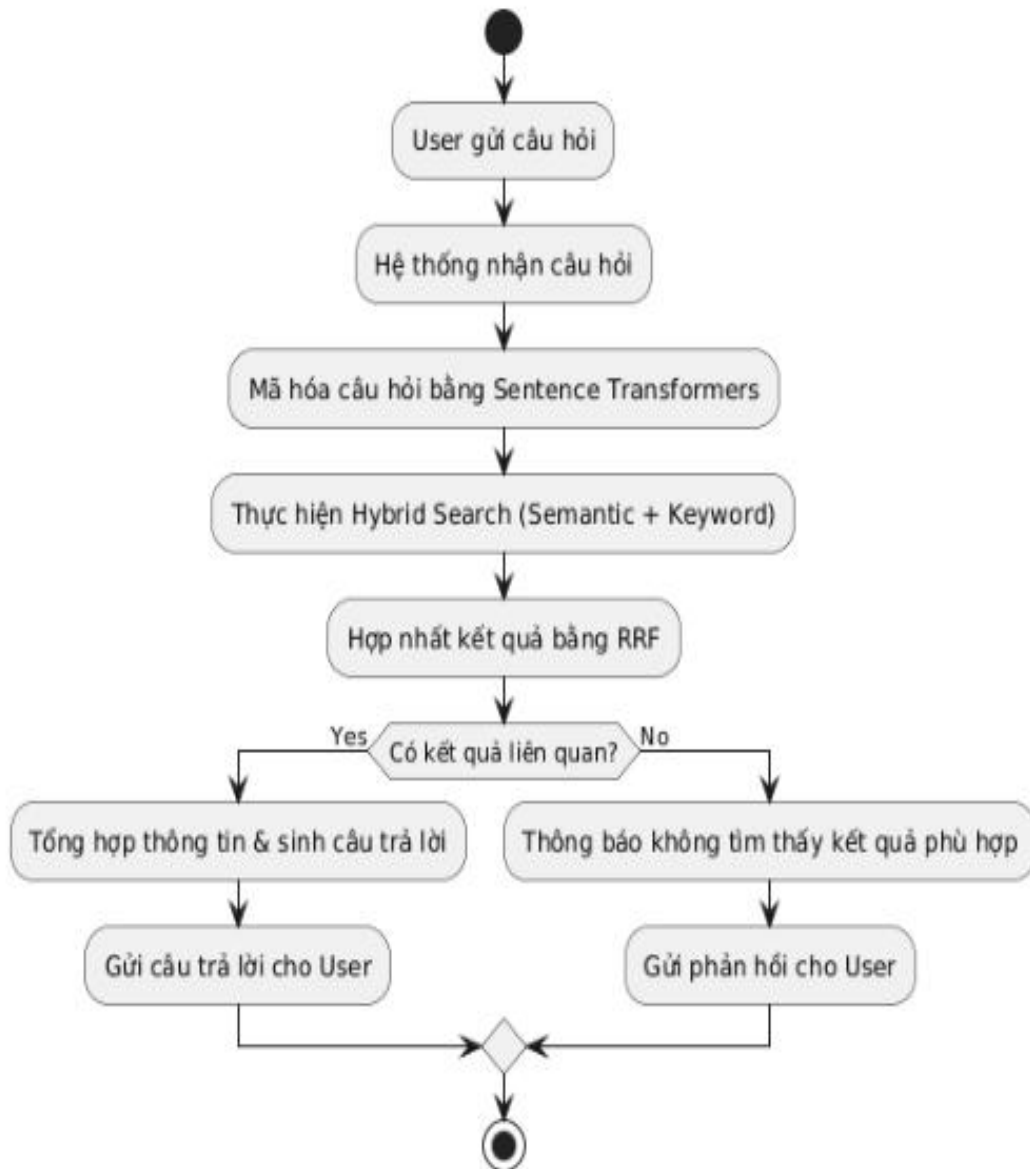 User gửi câu hỏi
Hệ thống nhận câu hỏi
Mã hóa câu hỏi bằng Sentence Transformers
Thực hiện Hybrid Search (Semantic + Keyword)
Hợp nhất kết quả bằng RRF
Yes
Có kết quả liên quan?
No
Tổng hợp thông tin & sinh câu trả lời
Thông báo không tìm thấy kết quả phù hợp
Gửi câu trả lời cho User
Gửi phản hồi cho User